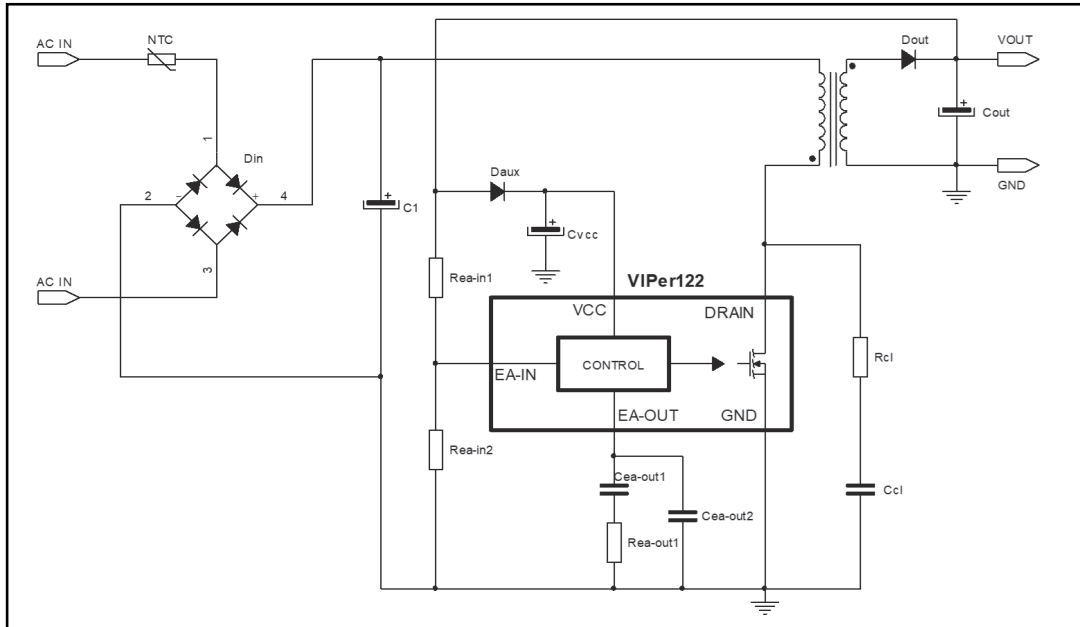 AC IN
NTC
Dout
VOUT
Cout
GND
1
Din
2
-
+
4
3
AC IN
C1
+
Daux
+
Cvcc
+
Rea-in1
VIPer122
VCC
DRAIN
CONTROL
EA-IN
EA-OUT
GND
Rcl
Rea-in2
Cea-out1
Cea-out2
Rea-out1
Ccl